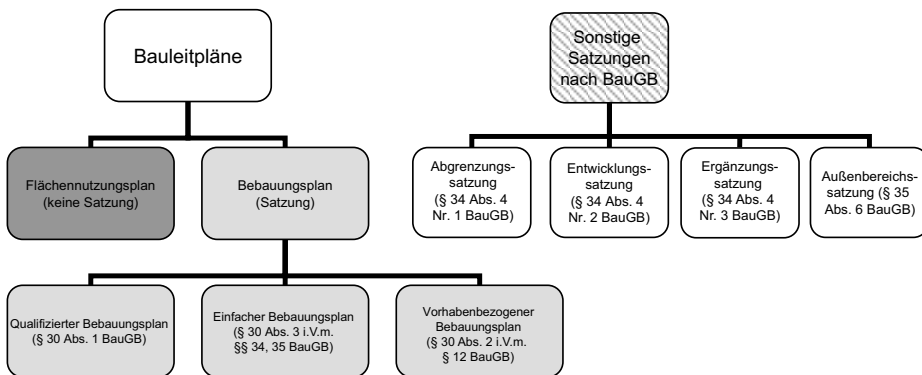 Bauleitpläne
Sonstige
Satzungen
nach BauGB
Flächennutzungsplan
(keine Satzung)
Bebauungsplan
(Satzung)
Abgrenzungs-
satzung
(§ 34 Abs. 4
Nr. 1 BauGB)
Entwicklungs-
satzung
(§ 34 Abs. 4
Nr. 2 BauGB)
Ergänzungs-
satzung
(§ 34 Abs. 4
Nr. 3 BauGB)
Außenbereichs-
satzung (§ 35
Abs. 6 BauGB)
Qualifizierter Bebauungsplan
(§ 30 Abs. 1 BauGB)
Einfacher Bebauungsplan
(§ 30 Abs. 3 i.V.m.
§§ 34, 35 BauGB)
Vorhabenbezogener
Bebauungsplan
(§ 30 Abs. 2 i.V.m.
§ 12 BauGB)